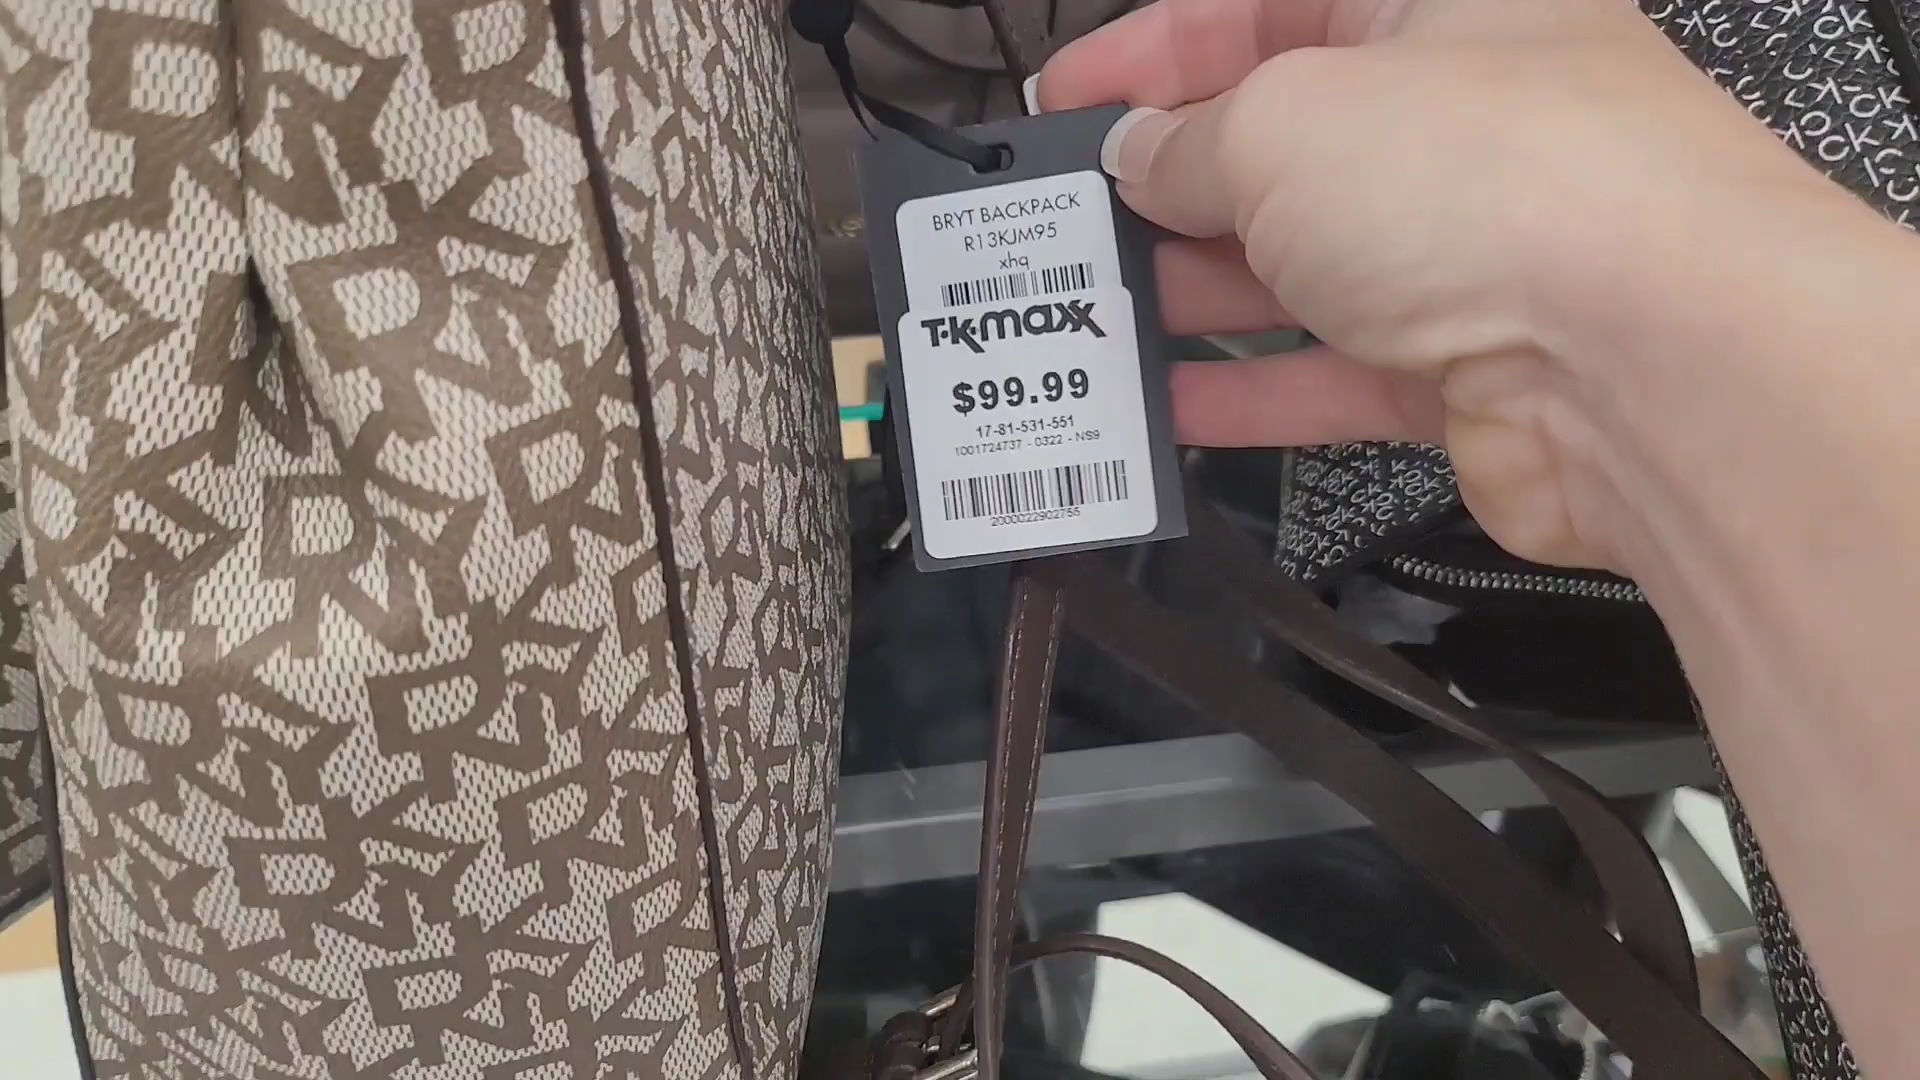 BRYT BACKPACK
R13KJM95
xhq
T·K·maxx
$99.99
17-81-531-551
1001724737 - 0322 - NS9
2000022902755